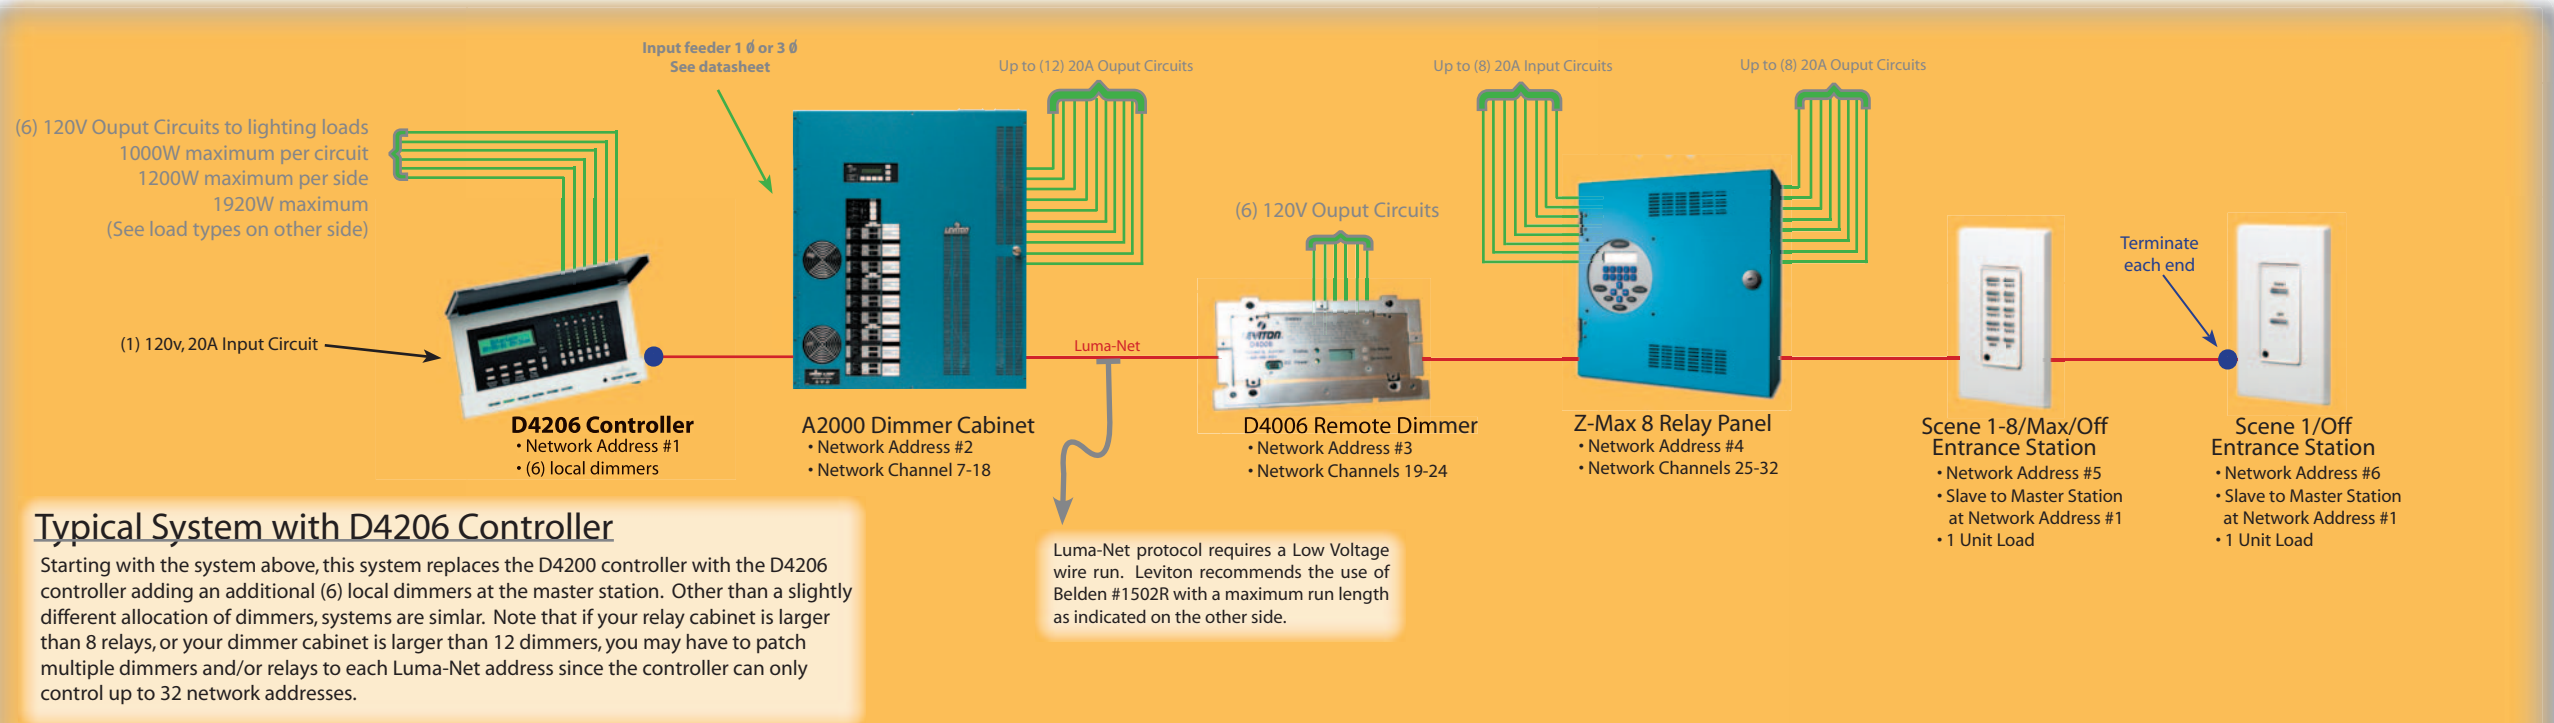 Input feeder 1 Ø or 3 Ø
See datasheet
Up to (12) 20A Ouput Circuits
Up to (8) 20A Input Circuits
Up to (8) 20A Ouput Circuits
(6) 120V Ouput Circuits to lighting loads
1000W maximum per circuit
1200W maximum per side
1920W maximum
(See load types on other side)
(6) 120V Ouput Circuits
Terminate
each end
(1) 120v, 20A Input Circuit
Luma-Net
LEVITON
LEVITON
D4006
D4206 Controller
• Network Address #1
• (6) local dimmers
A2000 Dimmer Cabinet
• Network Address #2
• Network Channel 7-18
D4006 Remote Dimmer
• Network Address #3
• Network Channels 19-24
Z-Max 8 Relay Panel
• Network Address #4
• Network Channels 25-32
Scene 1-8/Max/Off
Entrance Station
• Network Address #5
• Slave to Master Station
at Network Address #1
• 1 Unit Load
Scene 1/Off
Entrance Station
• Network Address #6
• Slave to Master Station
at Network Address #1
• 1 Unit Load
Typical System with D4206 Controller
Starting with the system above, this system replaces the D4200 controller with the D4206
controller adding an additional (6) local dimmers at the master station. Other than a slightly
different allocation of dimmers, systems are simlar. Note that if your relay cabinet is larger
than 8 relays, or your dimmer cabinet is larger than 12 dimmers, you may have to patch
multiple dimmers and/or relays to each Luma-Net address since the controller can only
control up to 32 network addresses.
Luma-Net protocol requires a Low Voltage
wire run. Leviton recommends the use of
Belden #1502R with a maximum run length
as indicated on the other side.